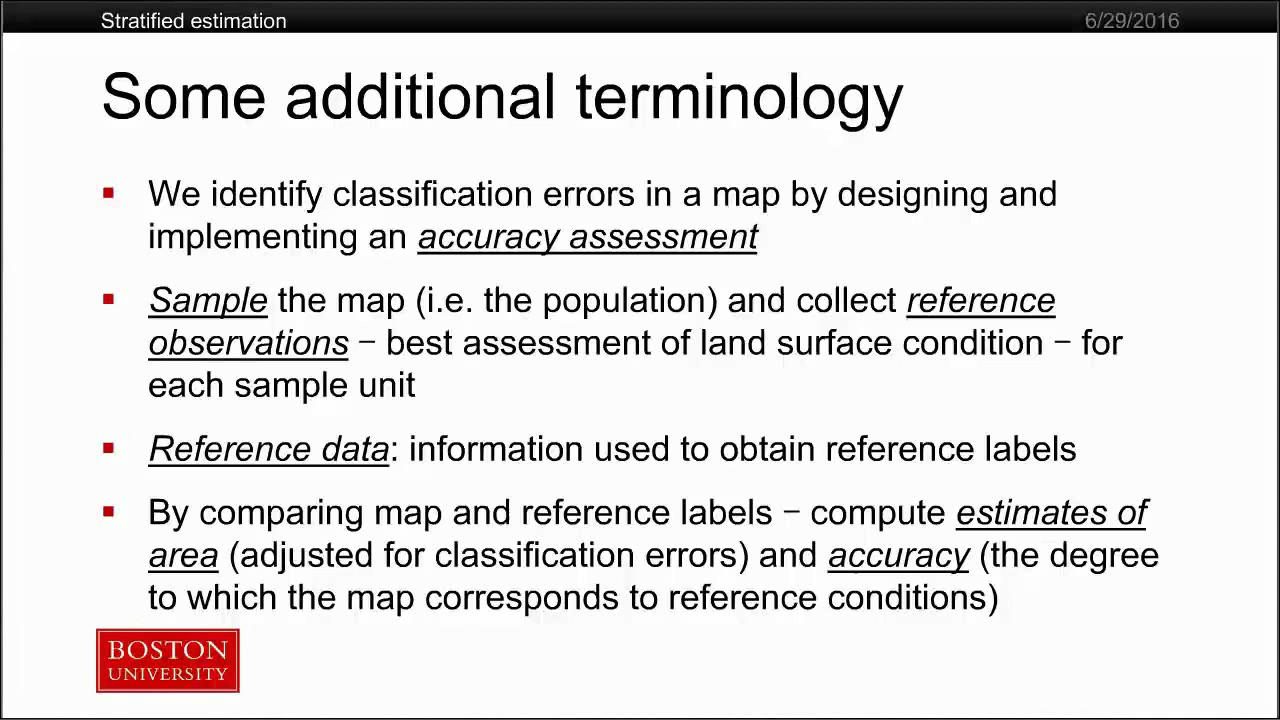 Stratified estimation
6/29/2016
Some additional terminology
▪ We identify classification errors in a map by designing and
implementing an accuracy assessment
▪ Sample the map (i.e. the population) and collect reference
observations − best assessment of land surface condition − for
each sample unit
▪ Reference data: information used to obtain reference labels
▪ By comparing map and reference labels − compute estimates of
area (adjusted for classification errors) and accuracy (the degree
to which the map corresponds to reference conditions)
BOSTON
UNIVERSITY